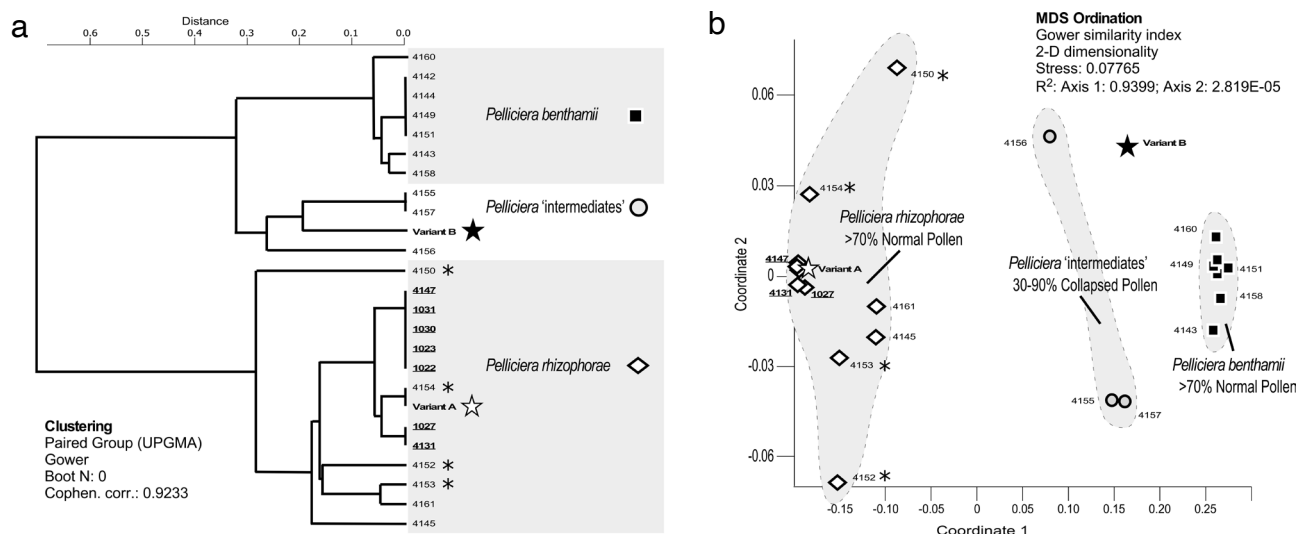 a
Distance
0.6 0.5 0.4 0.3 0.2 0.1 0.0
4160
4142
4144
4149
4151
4143
4158
Pelliciera benthamii
4155
4157
Variant B
4156
Pelliciera 'intermediates'
4150 *
4147
1031
1030
1023
1022
4154 *
Variant A
1027
4131
4152 *
4153 *
4161
4145
Pelliciera rhizophorae
Clustering
Paired Group (UPGMA)
Gower
Boot N: 0
Cophen. corr.: 0.9233
b
MDS Ordination
Gower similarity index
2-D dimensionality
Stress: 0.07765
R²: Axis 1: 0.9399; Axis 2: 2.819E-05
Coordinate 2
0.06
0.03
0
-0.03
-0.06
4150 *
4154 *
Pelliciera rhizophorae
>70% Normal Pollen
4147
Variant A
4131
1027
4161
4145
4153 *
4152 *
4156
Variant B
Pelliciera 'intermediates'
30-90% Collapsed Pollen
4155
4157
4160
4149
4151
4158
4143
Pelliciera benthamii
>70% Normal Pollen
-0.15 -0.10 -0.05 0 0.05 0.10 0.15 0.20 0.25
Coordinate 1